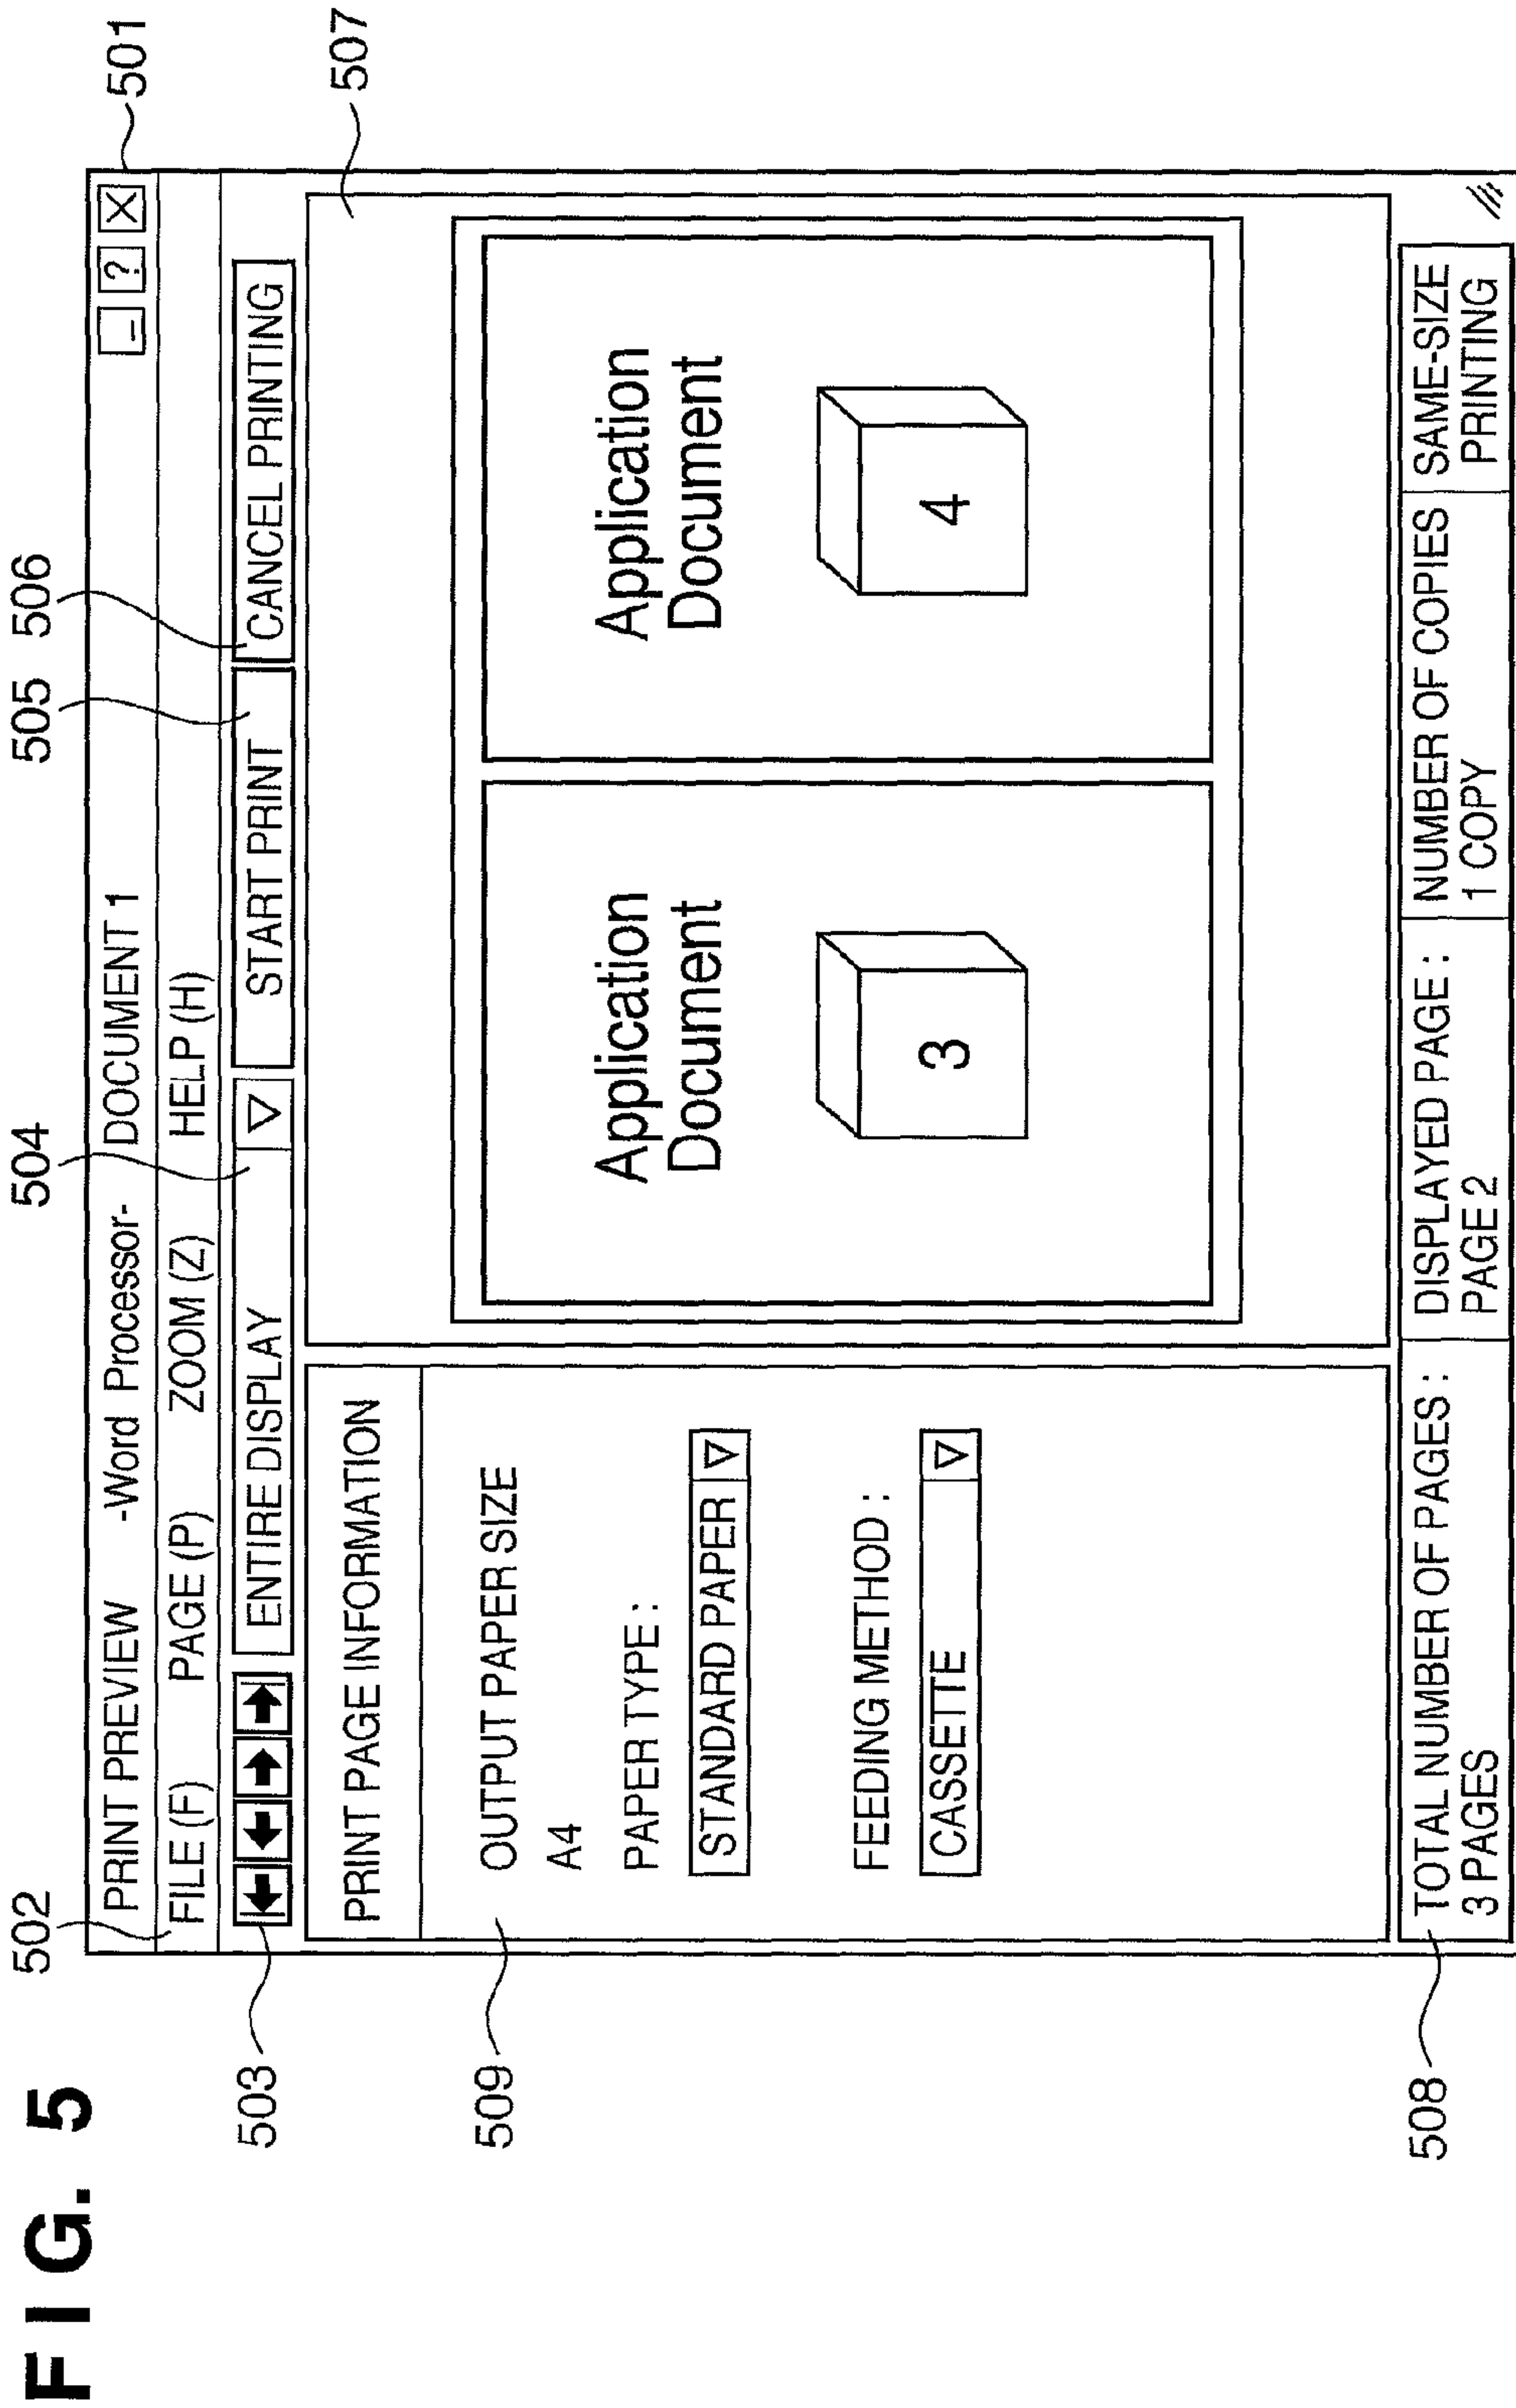 FIG. 5
502
504
505
506
501
PRINT PREVIEW -Word Processor- DOCUMENT 1 _ ? X
FILE (F) PAGE (P) ZOOM (Z) HELP (H)
503
ENTIRE DISPLAY ▽ START PRINT CANCEL PRINTING
507
PRINT PAGE INFORMATION
509
OUTPUT PAPER SIZE
A4
PAPER TYPE :
STANDARD PAPER ▽
FEEDING METHOD :
CASSETTE ▽
Application
Document
3
Application
Document
4
508
TOTAL NUMBER OF PAGES :
3 PAGES
DISPLAYED PAGE :
PAGE 2
NUMBER OF COPIES
1 COPY
SAME-SIZE
PRINTING